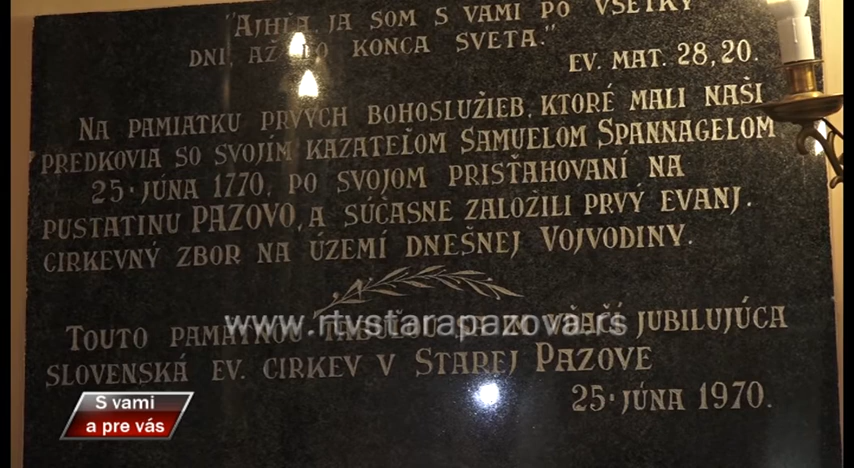 "AJHĽA JA SOM S VAMI PO VŠETKY
DNI, AŽ DO KONCA SVETA."
EV. MAT. 28, 20.
NA PAMIATKU PRVÝCH BOHOSLUŽIEB, KTORÉ MALI NAŠI
PREDKOVIA SO SVOJÍM KAZATEĽOM SAMUELOM SPANNAGELOM
25. JÚNA 1770, PO SVOJOM PRISŤAHOVANÍ NA
PUSTATINU PAZOVO, A SÚČASNE ZALOŽILI PRVÝ EVANJ.
CIRKEVNÝ ZBOR NA ÚZEMÍ DNEŠNEJ VOJVODINY.
TOUTO PAMÄTNOU TABUĽOU SA JUBILUJÚCA
www.rtvstarapazova.rs
SLOVENSKÁ EV. CIRKEV V STAREJ PAZOVE
25. JÚNA 1970.
S vami
a pre vás